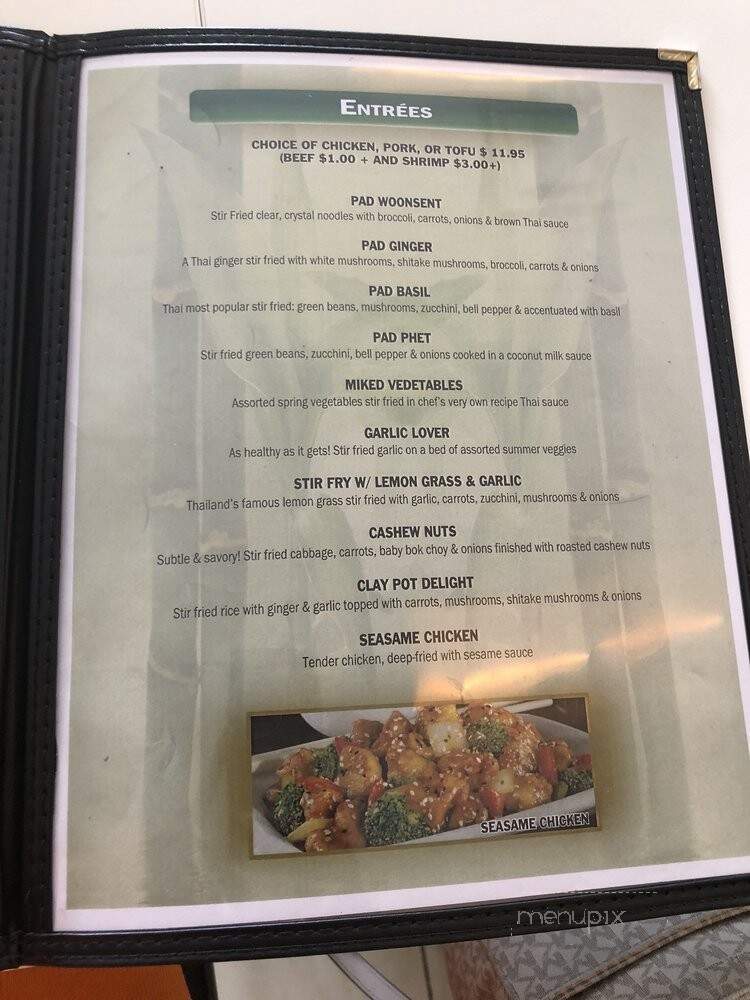 ENTRÉES
CHOICE OF CHICKEN, PORK, OR TOFU $ 11.95
(BEEF $1.00 + AND SHRIMP $3.00+)
PAD WOONSENT
Stir Fried clear, crystal noodles with broccoli, carrots, onions & brown Thai sauce
PAD GINGER
A Thai ginger stir fried with white mushrooms, shitake mushrooms, broccoli, carrots & onions
PAD BASIL
Thai most popular stir fried: green beans, mushrooms, zucchini, bell pepper & accentuated with basil
PAD PHET
Stir fried green beans, zucchini, bell pepper & onions cooked in a coconut milk sauce
MIKED VEDETABLES
Assorted spring vegetables stir fried in chef's very own recipe Thai sauce
GARLIC LOVER
As healthy as it gets! Stir fried garlic on a bed of assorted summer veggies
STIR FRY W/ LEMON GRASS & GARLIC
Thailand's famous lemon grass stir fried with garlic, carrots, zucchini, mushrooms & onions
CASHEW NUTS
Subtle & savory! Stir fried cabbage, carrots, baby bok choy & onions finished with roasted cashew nuts
CLAY POT DELIGHT
Stir fried rice with ginger & garlic topped with carrots, mushrooms, shitake mushrooms & onions
SEASAME CHICKEN
Tender chicken, deep-fried with sesame sauce
SEASAME CHICKEN
menupix